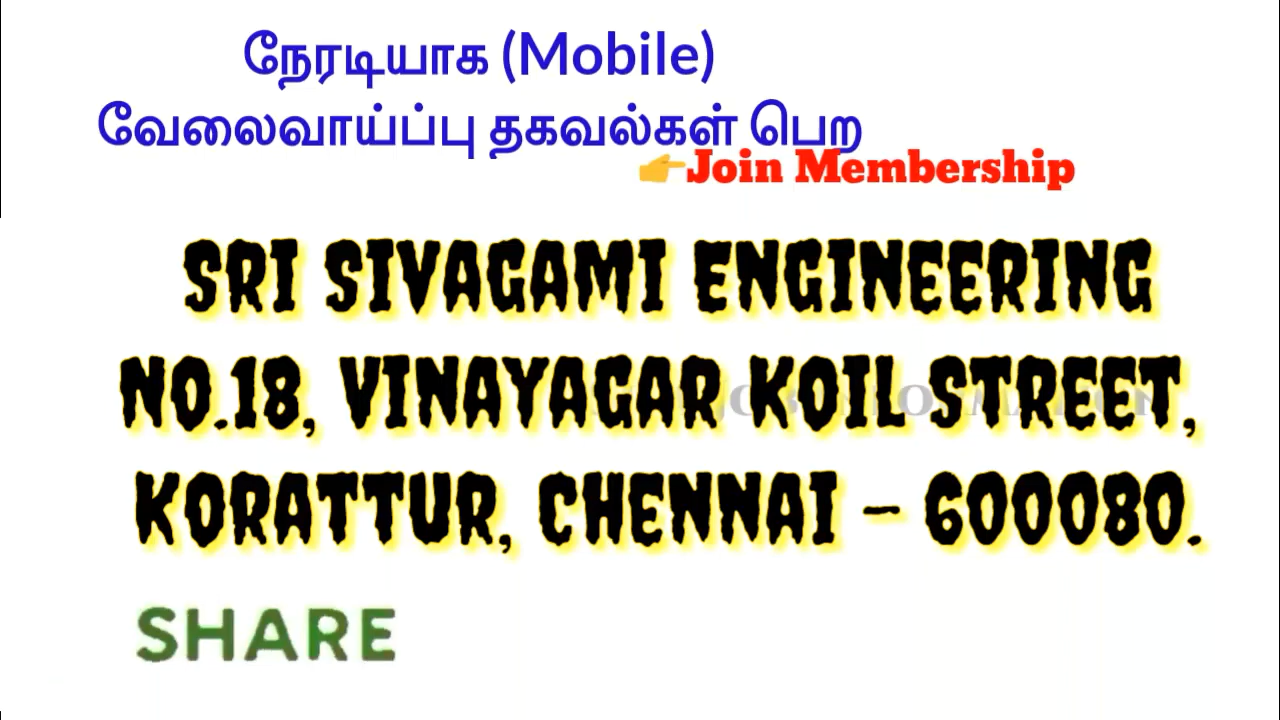 நேரடியாக (Mobile)
வேலைவாய்ப்பு தகவல்கள் பெற
👉Join Membership
SRI SIVAGAMI ENGINEERING
NO.18, VINAYAGAR KOIL STREET,
KORATTUR, CHENNAI – 600080.
SHARE